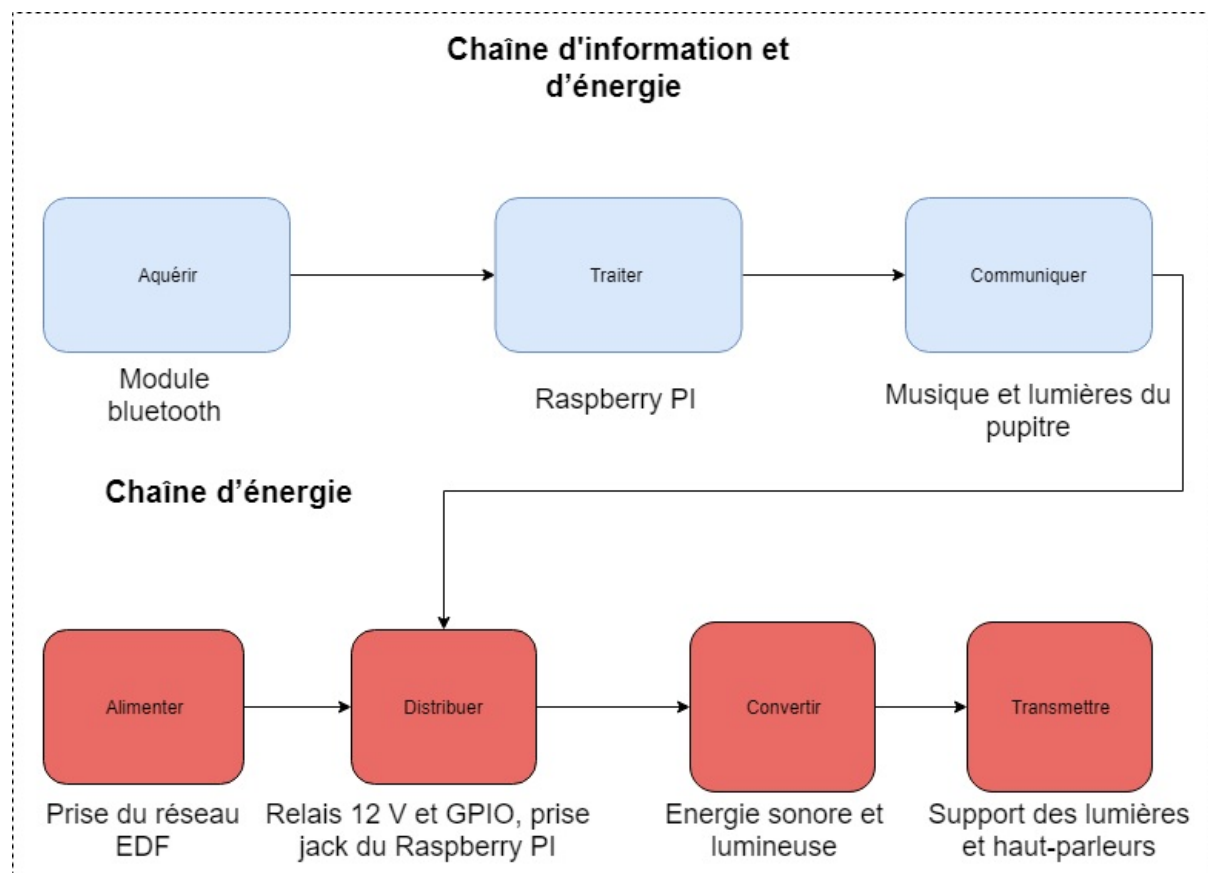 Chaîne d'information et
d’énergie
Aquérir
Traiter
Communiquer
Module
bluetooth
Raspberry PI
Musique et lumières du
pupitre
Chaîne d’énergie
Alimenter
Distribuer
Convertir
Transmettre
Prise du réseau
EDF
Relais 12 V et GPIO, prise
jack du Raspberry PI
Energie sonore et
lumineuse
Support des lumières
et haut-parleurs